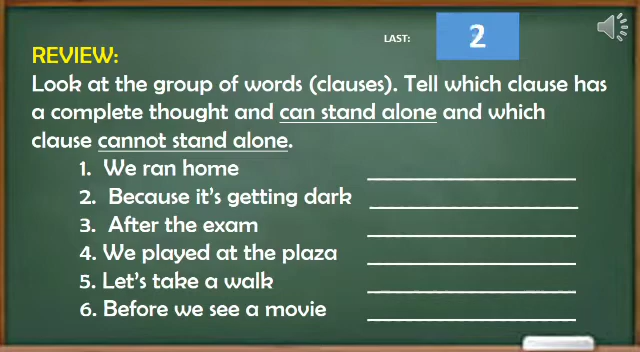 LAST:
2
REVIEW:
Look at the group of words (clauses). Tell which clause has
a complete thought and can stand alone and which
clause cannot stand alone.
1. We ran home
2. Because it's getting dark
3. After the exam
4. We played at the plaza
5. Let's take a walk
6. Before we see a movie